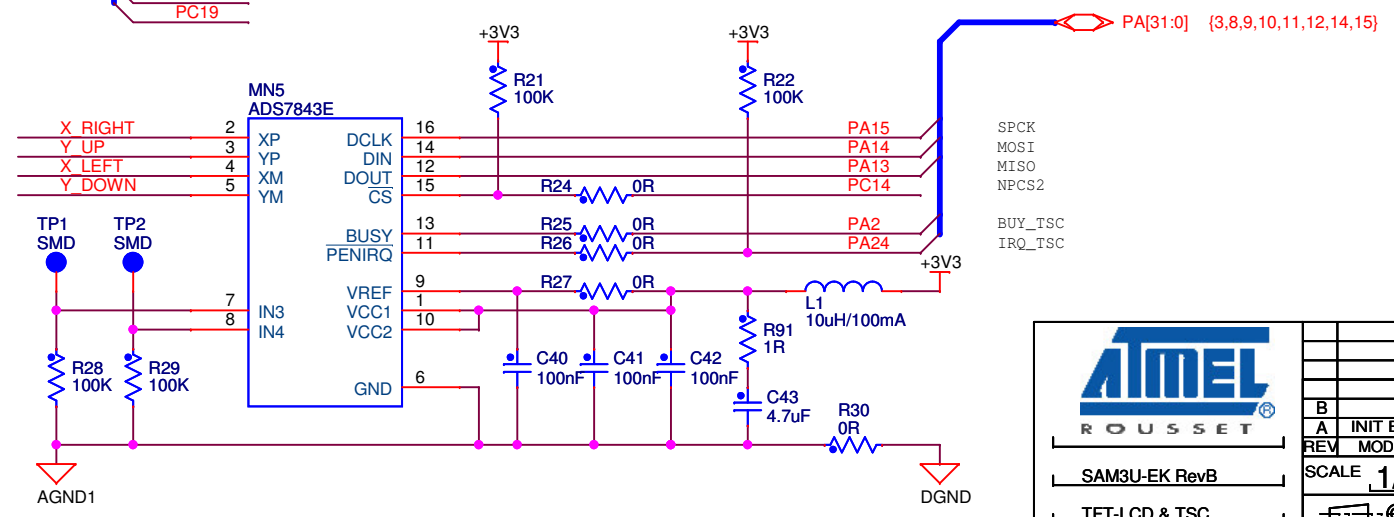 PC19
PA[31:0] {3,8,9,10,11,12,14,15}
+3V3
+3V3
R21
100K
R22
100K
MN5
ADS7843E
X_RIGHT 2 XP DCLK 16 PA15 SPCK
Y_UP 3 YP DIN 14 PA14 MOSI
X_LEFT 4 XM DOUT 12 PA13 MISO
Y_DOWN 5 YM CS 15 R24 0R PC14 NPCS2
TP1
SMD
TP2
SMD
BUSY 13 R25 0R PA2 BUY_TSC
PENIRQ 11 R26 0R PA24 IRQ_TSC
+3V3
VREF 9 R27 0R
7 IN3 VCC1 1
8 IN4 VCC2 10
L1
10uH/100mA
R91
1R
R28
100K
R29
100K
C40
100nF
C41
100nF
C42
100nF
GND 6
C43
4.7uF
R30
0R
AGND1
DGND
ATMEL ®
ROUSSET
B
A INIT E
REV MOD
SAM3U-EK RevB
SCALE 1/
TFT-LCD & TSC